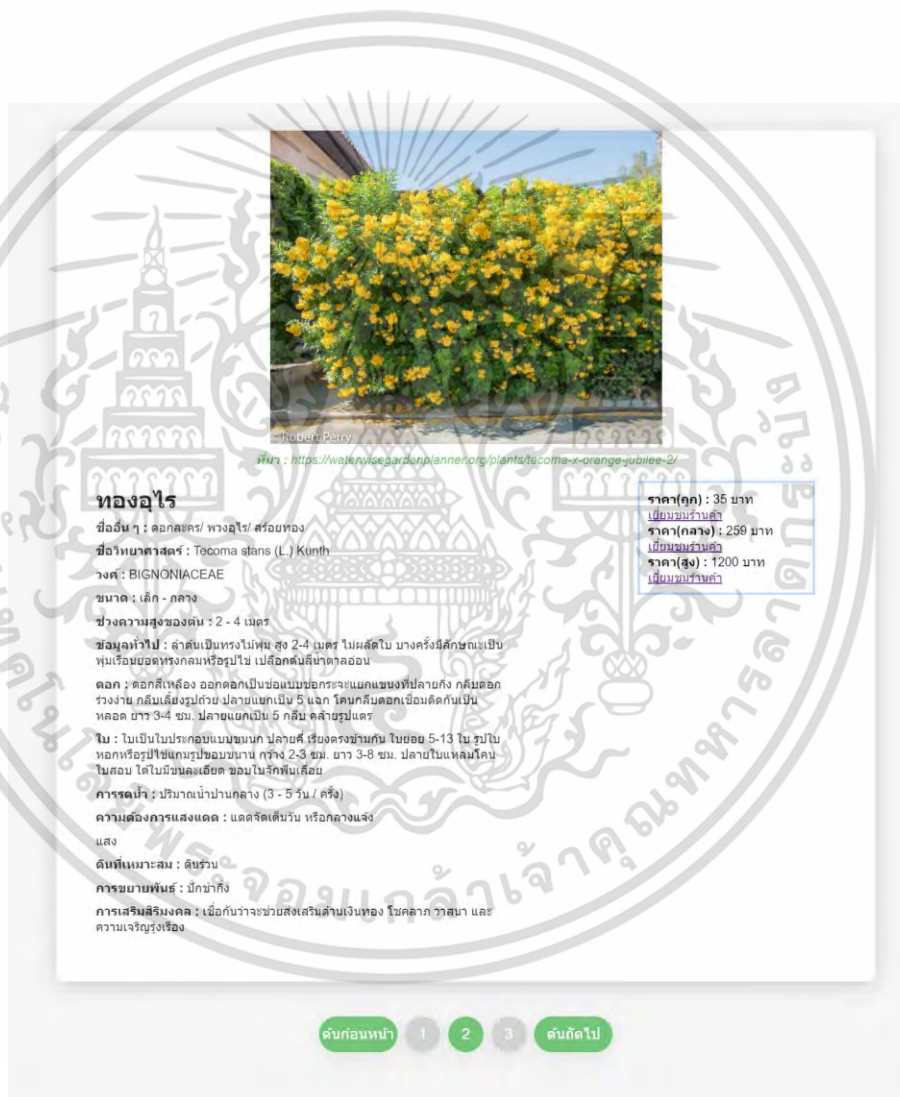 ©Robert Perry
ที่มา : https://waterwisegardenplanner.org/plants/tecoma-x-orange-jubilee-2/
ทองอุไร
ชื่ออื่น ๆ : ดอกละคร/ พวงอุไร/ สร้อยทอง
ชื่อวิทยาศาสตร์ : Tecoma stans (L.) Kunth
วงศ์ : BIGNONIACEAE
ขนาด : เล็ก - กลาง
ช่วงความสูงของต้น : 2 - 4 เมตร
ข้อมูลทั่วไป : ลำต้นเป็นทรงไม้พุ่ม สูง 2-4 เมตร ไม่ผลัดใบ บางครั้งมีลักษณะเป็น
พุ่มเรือนยอดทรงกลมหรือรูปไข่ เปลือกต้นสีน้ำตาลอ่อน
ดอก : ดอกสีเหลือง ออกดอกเป็นช่อแบบช่อกระจะแยกแขนงที่ปลายกิ่ง กลีบดอก
ร่วงง่าย กลีบเลี้ยงรูปถ้วย ปลายแยกเป็น 5 แฉก โคนกลีบดอกเชื่อมติดกันเป็น
หลอด ยาว 3-4 ซม. ปลายแยกเป็น 5 กลีบ คล้ายรูปแตร
ใบ : ใบเป็นใบประกอบแบบขนนก ปลายคี่ เรียงตรงข้ามกัน ใบย่อย 5-13 ใบ รูปใบ
หอกหรือรูปไข่แกมรูปขอบขนาน กว้าง 2-3 ซม. ยาว 3-8 ซม. ปลายใบแหลมโคน
ใบสอบ ใต้ใบมีขนละเอียด ขอบใบจักฟันเลื่อย
การรดน้ำ : ปริมาณน้ำปานกลาง (3 - 5 วัน / ครั้ง)
ความต้องการแสงแดด : แดดจัดเต็มวัน หรือกลางแจ้ง
แสง
ดินที่เหมาะสม : ดินร่วน
การขยายพันธุ์ : ปักชำกิ่ง
การเสริมสิริมงคล : เชื่อกันว่าจะช่วยส่งเสริมด้านเงินทอง โชคลาภ วาสนา และ
ความเจริญรุ่งเรือง
ราคา(ถูก) : 35 บาท
เยี่ยมชมร้านค้า
ราคา(กลาง) : 259 บาท
เยี่ยมชมร้านค้า
ราคา(สูง) : 1200 บาท
เยี่ยมชมร้านค้า
ต้นก่อนหน้า 1 2 3 ต้นถัดไป